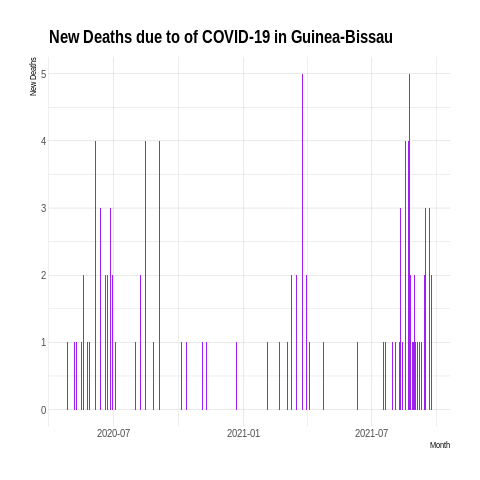 New Deaths due to of COVID-19 in Guinea-Bissau
New Deaths
5
4
3
2
1
0
2020-07 2021-01 2021-07
Month